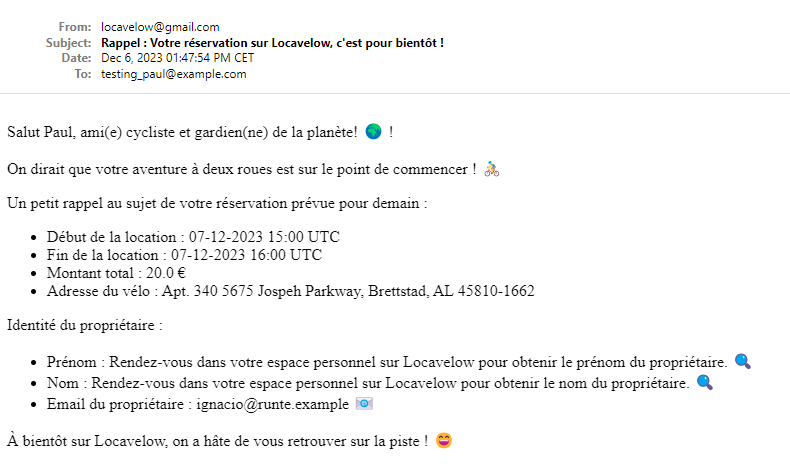 From: locavelow@gmail.com
Subject: Rappel : Votre réservation sur Locavelow, c'est pour bientôt !
Date: Dec 6, 2023 01:47:54 PM CET
To: testing_paul@example.com
Salut Paul, ami(e) cycliste et gardien(ne) de la planète! 🌍 !
On dirait que votre aventure à deux roues est sur le point de commencer ! 🚴
Un petit rappel au sujet de votre réservation prévue pour demain :
• Début de la location : 07-12-2023 15:00 UTC
• Fin de la location : 07-12-2023 16:00 UTC
• Montant total : 20.0 €
• Adresse du vélo : Apt. 340 5675 Jospeh Parkway, Brettstad, AL 45810-1662
Identité du propriétaire :
• Prénom : Rendez-vous dans votre espace personnel sur Locavelow pour obtenir le prénom du propriétaire. 🔍
• Nom : Rendez-vous dans votre espace personnel sur Locavelow pour obtenir le nom du propriétaire. 🔍
• Email du propriétaire : ignacio@runte.example 📧
À bientôt sur Locavelow, on a hâte de vous retrouver sur la piste ! 😄